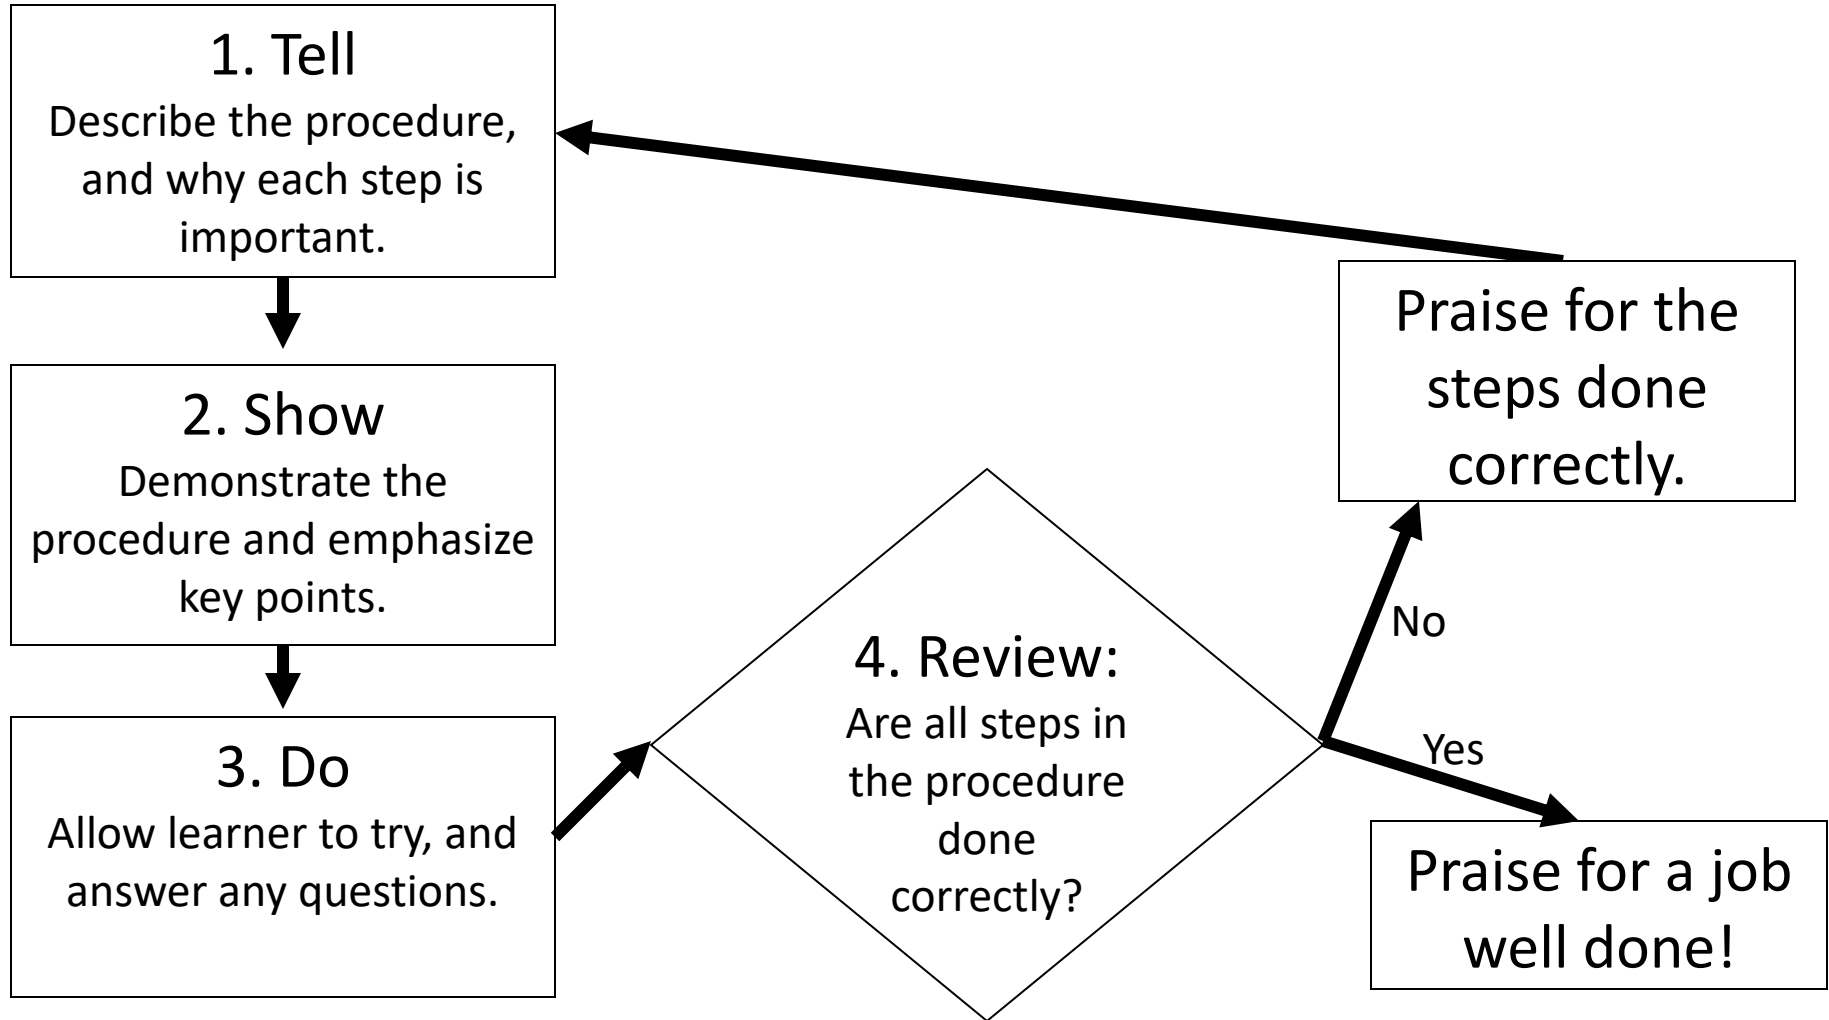 1. Tell
Describe the procedure,
and why each step is
important.
2. Show
Demonstrate the
procedure and emphasize
key points.
3. Do
Allow learner to try, and
answer any questions.
4. Review:
Are all steps in
the procedure
done
correctly?
No
Praise for the
steps done
correctly.
Yes
Praise for a job
well done!